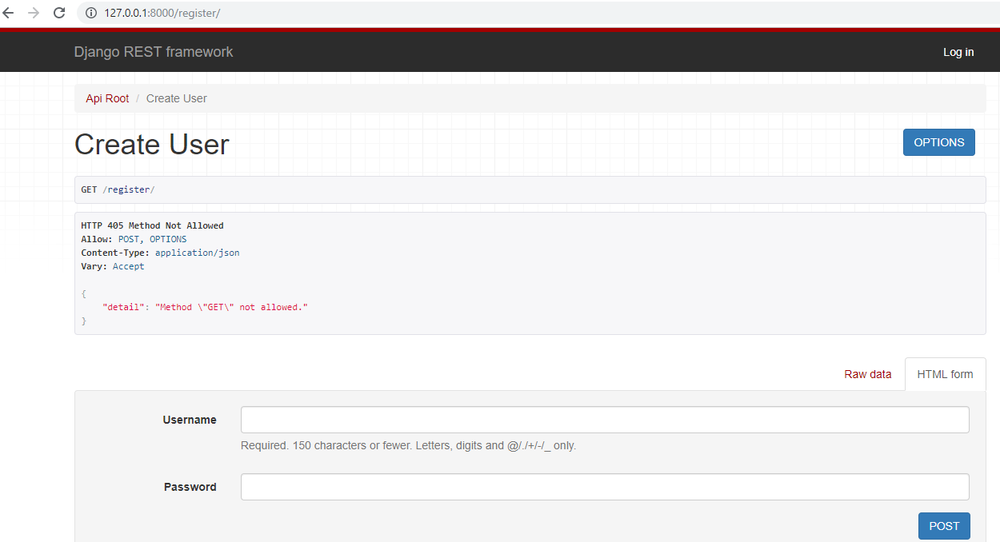 127.0.0.1:8000/register/
Django REST framework Log in
Api Root / Create User
Create User OPTIONS
GET /register/
HTTP 405 Method Not Allowed
Allow: POST, OPTIONS
Content-Type: application/json
Vary: Accept
{
    "detail": "Method \"GET\" not allowed."
}
Raw data HTML form
Username
Required. 150 characters or fewer. Letters, digits and @/./+/-/_ only.
Password
POST